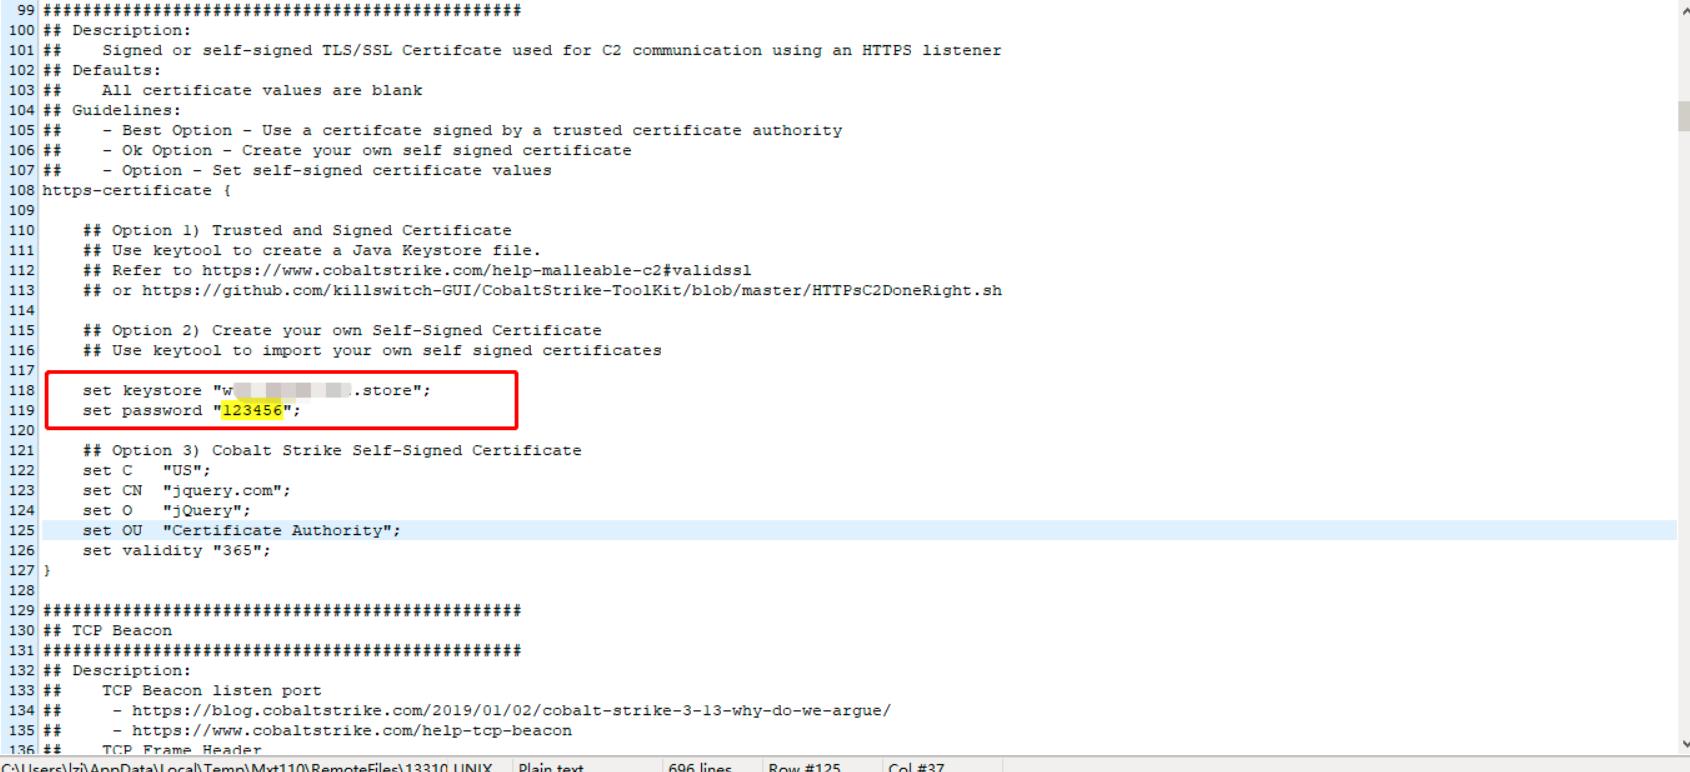 99 ################################################
100 ## Description:
101 ##    Signed or self-signed TLS/SSL Certifcate used for C2 communication using an HTTPS listener
102 ## Defaults:
103 ##    All certificate values are blank
104 ## Guidelines:
105 ##    - Best Option - Use a certifcate signed by a trusted certificate authority
106 ##    - Ok Option - Create your own self signed certificate
107 ##    - Option - Set self-signed certificate values
108 https-certificate {
109
110     ## Option 1) Trusted and Signed Certificate
111     ## Use keytool to create a Java Keystore file.
112     ## Refer to https://www.cobaltstrike.com/help-malleable-c2#validssl
113     ## or https://github.com/killswitch-GUI/CobaltStrike-ToolKit/blob/master/HTTPsC2DoneRight.sh
114
115     ## Option 2) Create your own Self-Signed Certificate
116     ## Use keytool to import your own self signed certificates
117
118     set keystore "w .store";
119     set password "123456";
120
121     ## Option 3) Cobalt Strike Self-Signed Certificate
122     set C   "US";
123     set CN  "jquery.com";
124     set O   "jQuery";
125     set OU  "Certificate Authority";
126     set validity "365";
127 }
128
129 ################################################
130 ## TCP Beacon
131 ################################################
132 ## Description:
133 ##    TCP Beacon listen port
134 ##     - https://blog.cobaltstrike.com/2019/01/02/cobalt-strike-3-13-why-do-we-argue/
135 ##     - https://www.cobaltstrike.com/help-tcp-beacon
136 ##    TCP Frame Header
C:\Users\lzj\AppData\Local\Temp\Mxt110\RemoteFiles\13310 UNIX Plain text 696 lines Row #125 Col #37